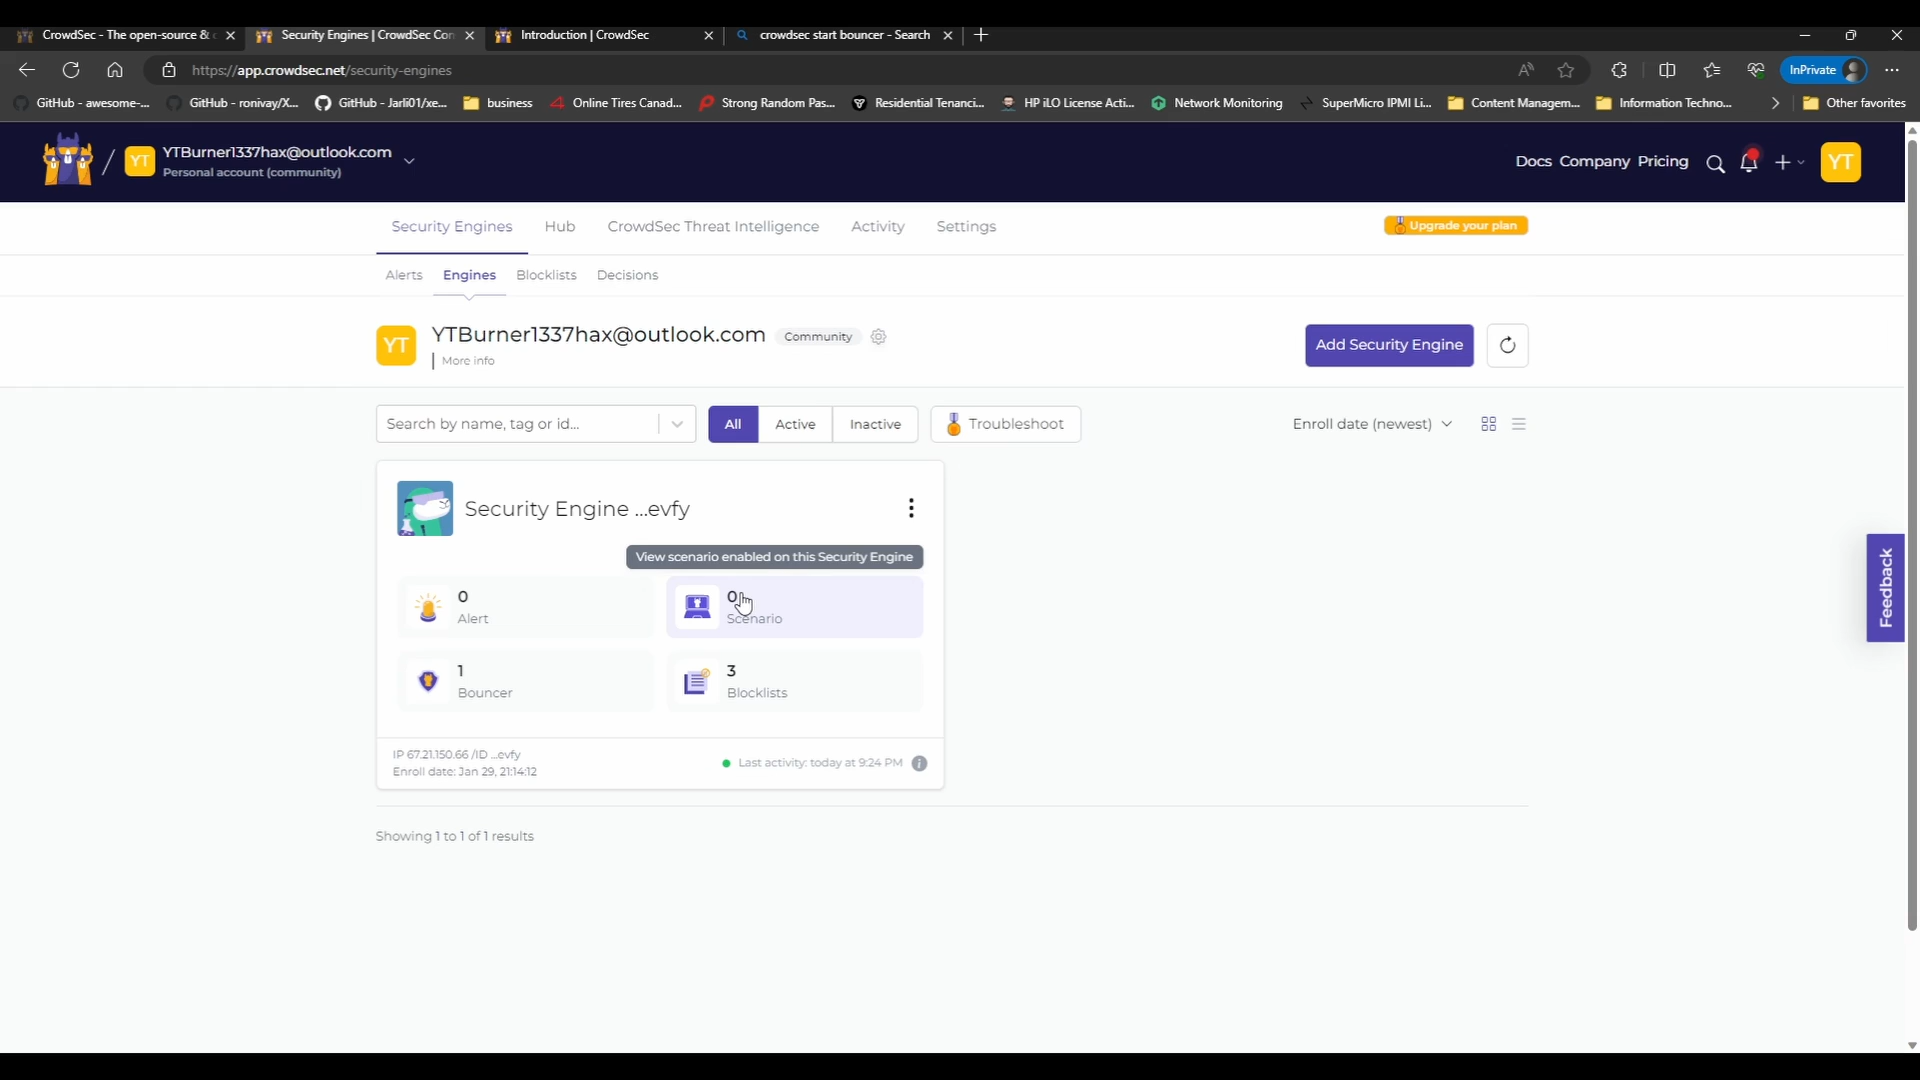 CrowdSec - The open-source &
Security Engines | CrowdSec Con
Introduction | CrowdSec
crowdsec start bouncer - Search
https://app.crowdsec.net/security-engines
InPrivate
GitHub - awesome-...
GitHub - ronivay/X...
GitHub - Jarli01/xe...
business
Online Tires Canad...
Strong Random Pas...
Residential Tenanci...
HP iLO License Acti...
Network Monitoring
SuperMicro IPMI Li...
Content Managem...
Information Techno...
Other favorites
YT
YTBurner1337hax@outlook.com
Personal account (community)
Docs
Company
Pricing
YT
Security Engines
Hub
CrowdSec Threat Intelligence
Activity
Settings
Upgrade your plan
Alerts
Engines
Blocklists
Decisions
YT
YTBurner1337hax@outlook.com
Community
More info
Add Security Engine
Search by name, tag or id...
All
Active
Inactive
Troubleshoot
Enroll date (newest)
Security Engine ...evfy
View scenario enabled on this Security Engine
0
Alert
0
Scenario
1
Bouncer
3
Blocklists
IP 67.21.150.66 /ID ...evfy
Enroll date: Jan 29, 21:14:12
Last activity: today at 9:24 PM
Feedback
Showing 1 to 1 of 1 results